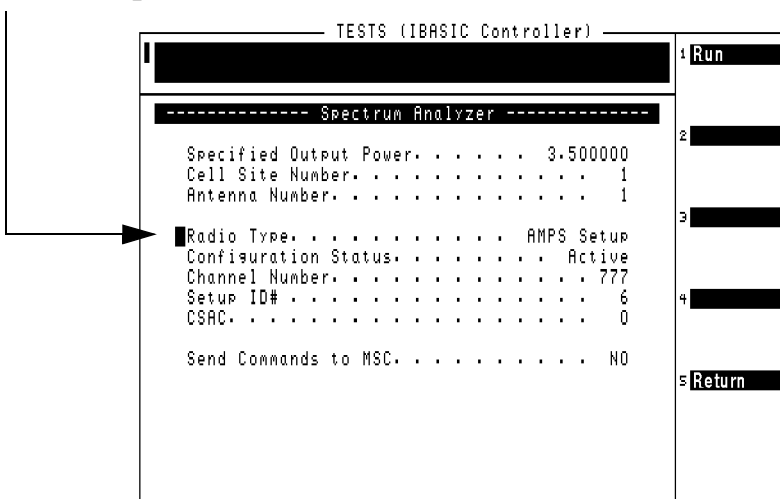 TESTS (IBASIC Controller)
1 Run
-------------- Spectrum Analyzer --------------
2
Specified Output Power. . . . . . 3.500000
Cell Site Number. . . . . . . . . . . . 1
Antenna Number. . . . . . . . . . . . . 1
3
Radio Type. . . . . . . . . . . AMPS Setup
Configuration Status. . . . . . . . Active
Channel Number. . . . . . . . . . . . . 777
Setup ID# . . . . . . . . . . . . . . . 6
4
CSAC. . . . . . . . . . . . . . . . . . 0
Send Commands to MSC. . . . . . . . . . NO
5 Return